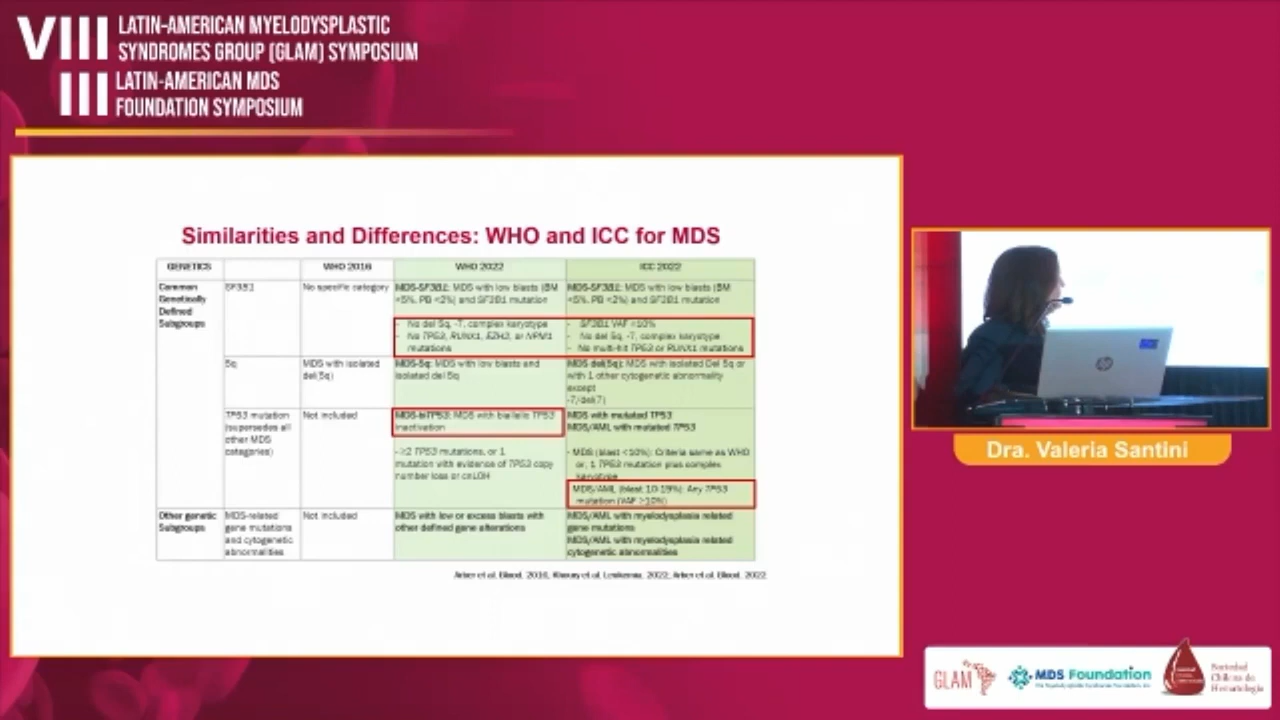 VIII LATIN-AMERICAN MYELODYSPLASTIC
SYNDROMES GROUP (GLAM) SYMPOSIUM
III LATIN-AMERICAN MDS
FOUNDATION SYMPOSIUM
Similarities and Differences: WHO and ICC for MDS
GENETICS
WHO 2016
WHO 2022
ICC 2022
Common
Genetically
Defined
Subgroups
SF3B1
No specific category
MDS-SF3B1: MDS with low blasts (BM
<5%, PB <2%) and SF3B1 mutation
- No del 5q, -7, complex karyotype
- No TP53, RUNX1, EZH2, or NPM1
mutations
MDS-SF3B1: MDS with low blasts (BM
<5%, PB <2%) and SF3B1 mutation
- SF3B1 VAF 10%
- No del 5q, -7, complex karyotype
- No multi-hit TP53 or RUNX1 mutations
5q
MDS with isolated
del(5q)
MDS-5q: MDS with low blasts and
isolated del 5q
MDS del(5q): MDS with isolated Del 5q or
with 1 other cytogenetic abnormality
except
-7/del(7)
TP53 mutation
(supersedes all
other MDS
categories)
Not included
MDS-biTP53: MDS with biallelic TP53
inactivation
- ≥2 TP53 mutations, or 1
mutation with evidence of TP53 copy
number loss or cnLOH
MDS with mutated TP53
MDS/AML with mutated TP53
- MDS (blast <10%): Criteria same as WHO
or, 1 TP53 mutation plus complex
karyotype
MDS/AML (blast 10-19%): Any TP53
mutation (VAF >10%)
Other genetic
Subgroups
MDS-related
gene mutations
and cytogenetic
abnormalities
Not included
MDS with low or excess blasts with
other defined gene alterations
MDS/AML with myelodysplasia related
gene mutations
MDS/AML with myelodysplasia related
cytogenetic abnormalities
Arber et al. Blood. 2016, Khoury et al. Leukemia. 2022; Arber et al. Blood. 2022
hp
Dra. Valeria Santini
GLAM
MDS Foundation
Sociedad
Chilena de
Hematología